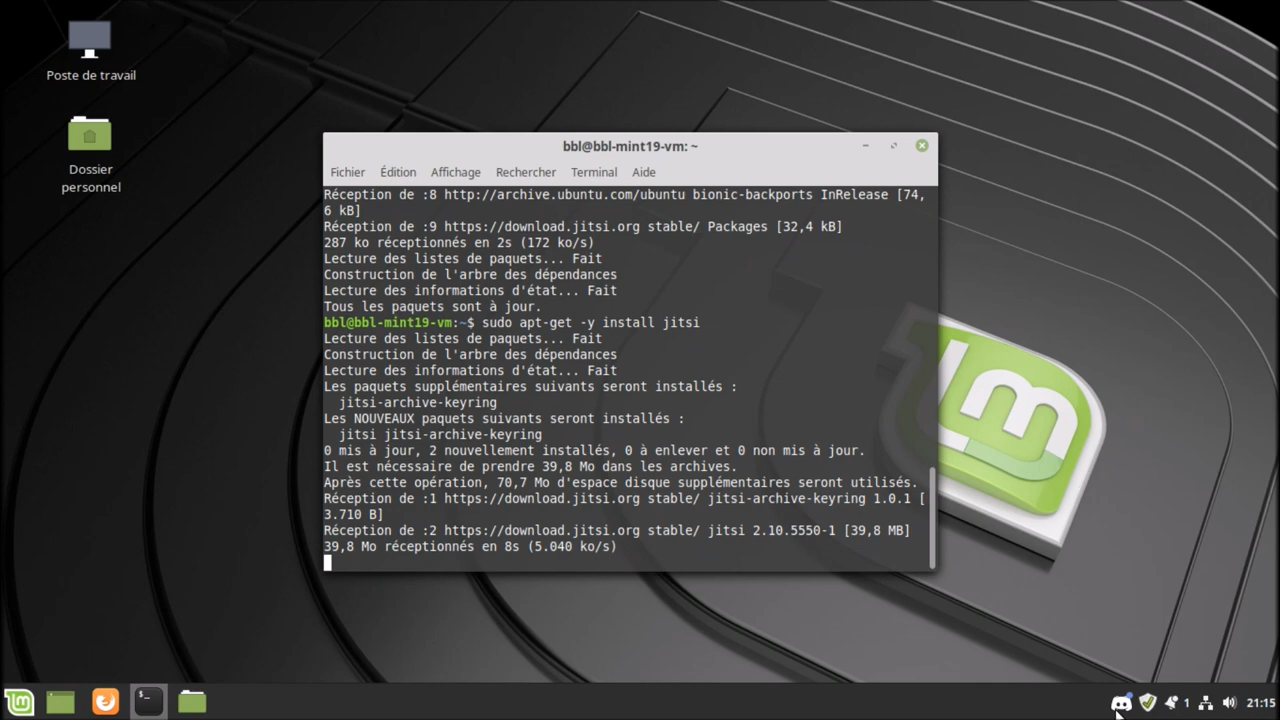 Poste de travail
Dossier
personnel
bbl@bbl-mint19-vm: ~
Fichier Édition Affichage Rechercher Terminal Aide
Réception de :8 http://archive.ubuntu.com/ubuntu bionic-backports InRelease [74,
6 kB]
Réception de :9 https://download.jitsi.org stable/ Packages [32,4 kB]
287 ko réceptionnés en 2s (172 ko/s)
Lecture des listes de paquets... Fait
Construction de l'arbre des dépendances
Lecture des informations d'état... Fait
Tous les paquets sont à jour.
bbl@bbl-mint19-vm:~$ sudo apt-get -y install jitsi
Lecture des listes de paquets... Fait
Construction de l'arbre des dépendances
Lecture des informations d'état... Fait
Les paquets supplémentaires suivants seront installés :
  jitsi-archive-keyring
Les NOUVEAUX paquets suivants seront installés :
  jitsi jitsi-archive-keyring
0 mis à jour, 2 nouvellement installés, 0 à enlever et 0 non mis à jour.
Il est nécessaire de prendre 39,8 Mo dans les archives.
Après cette opération, 70,7 Mo d'espace disque supplémentaires seront utilisés.
Réception de :1 https://download.jitsi.org stable/ jitsi-archive-keyring 1.0.1 [
3.710 B]
Réception de :2 https://download.jitsi.org stable/ jitsi 2.10.5550-1 [39,8 MB]
39,8 Mo réceptionnés en 8s (5.040 ko/s)
1 21:15